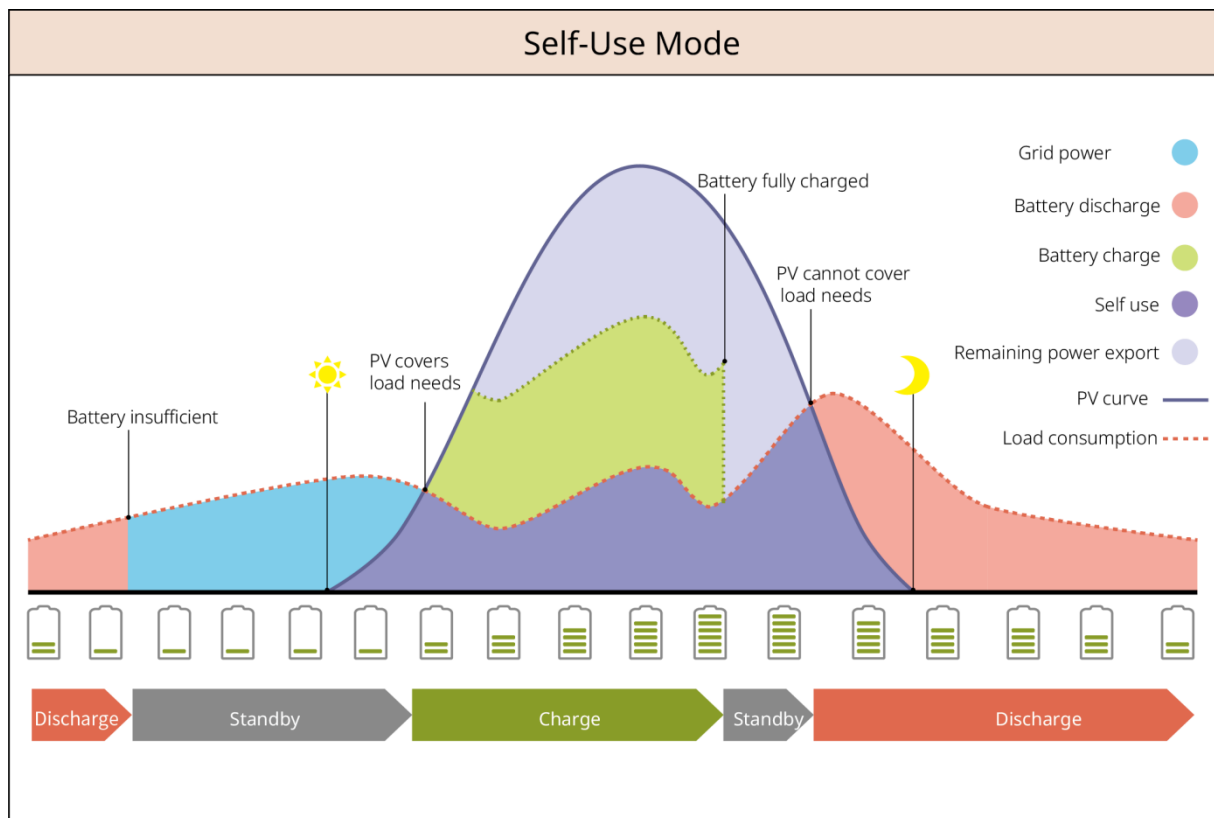 Self-Use Mode
Grid power
Battery discharge
Battery charge
Self use
Remaining power export
PV curve
Load consumption
Battery fully charged
PV cannot cover
load needs
PV covers
load needs
Battery insufficient
Discharge
Standby
Charge
Standby
Discharge